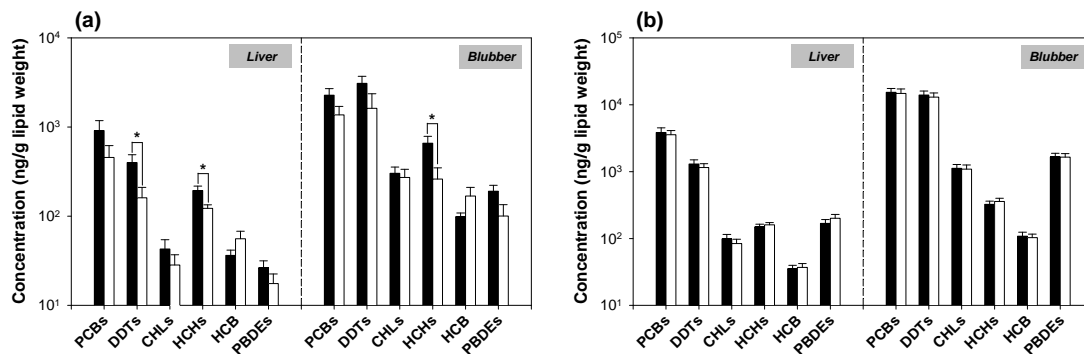 (a)
Concentration (ng/g lipid weight)
10⁴
10³
10²
10¹
Liver
Blubber
*
*
*
PCBs
DDTs
CHLs
HCHs
HCB
PBDEs
PCBs
DDTs
CHLs
HCHs
HCB
PBDEs
(b)
Concentration (ng/g lipid weight)
10⁵
10⁴
10³
10²
10¹
Liver
Blubber
PCBs
DDTs
CHLs
HCHs
HCB
PBDEs
PCBs
DDTs
CHLs
HCHs
HCB
PBDEs